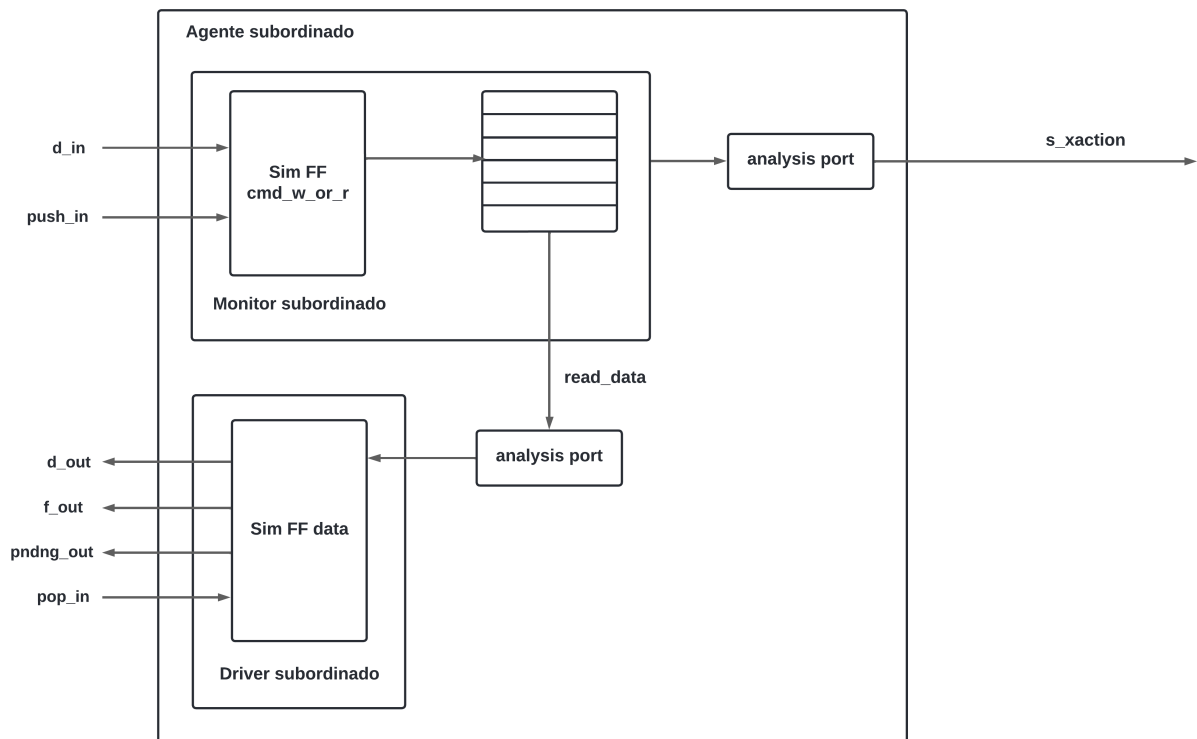 Agente subordinado
d_in
push_in
Sim FF
cmd_w_or_r
Monitor subordinado
analysis port
s_xaction
read_data
analysis port
d_out
f_out
pndng_out
pop_in
Sim FF data
Driver subordinado